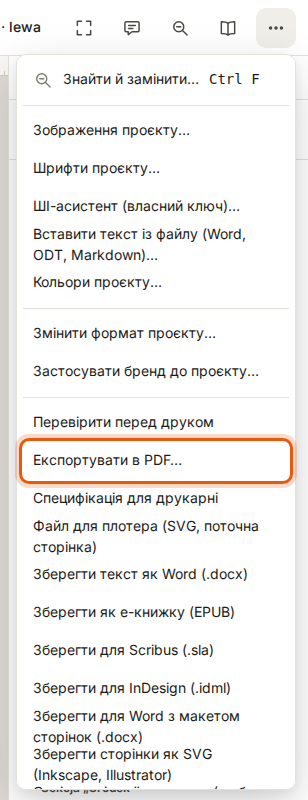 · Iewa
Знайти й замінити... Ctrl F
Зображення проєкту...
Шрифти проєкту...
ШІ-асистент (власний ключ)...
Вставити текст із файлу (Word,
ODT, Markdown)...
Кольори проєкту...
Змінити формат проєкту...
Застосувати бренд до проєкту...
Перевірити перед друком
Експортувати в PDF...
Специфікація для друкарні
Файл для плотера (SVG, поточна
сторінка)
Зберегти текст як Word (.docx)
Зберегти як е-книжку (EPUB)
Зберегти для Scribus (.sla)
Зберегти для InDesign (.idml)
Зберегти для Word з макетом
сторінок (.docx)
Зберегти сторінки як SVG
(Inkscape, Illustrator)